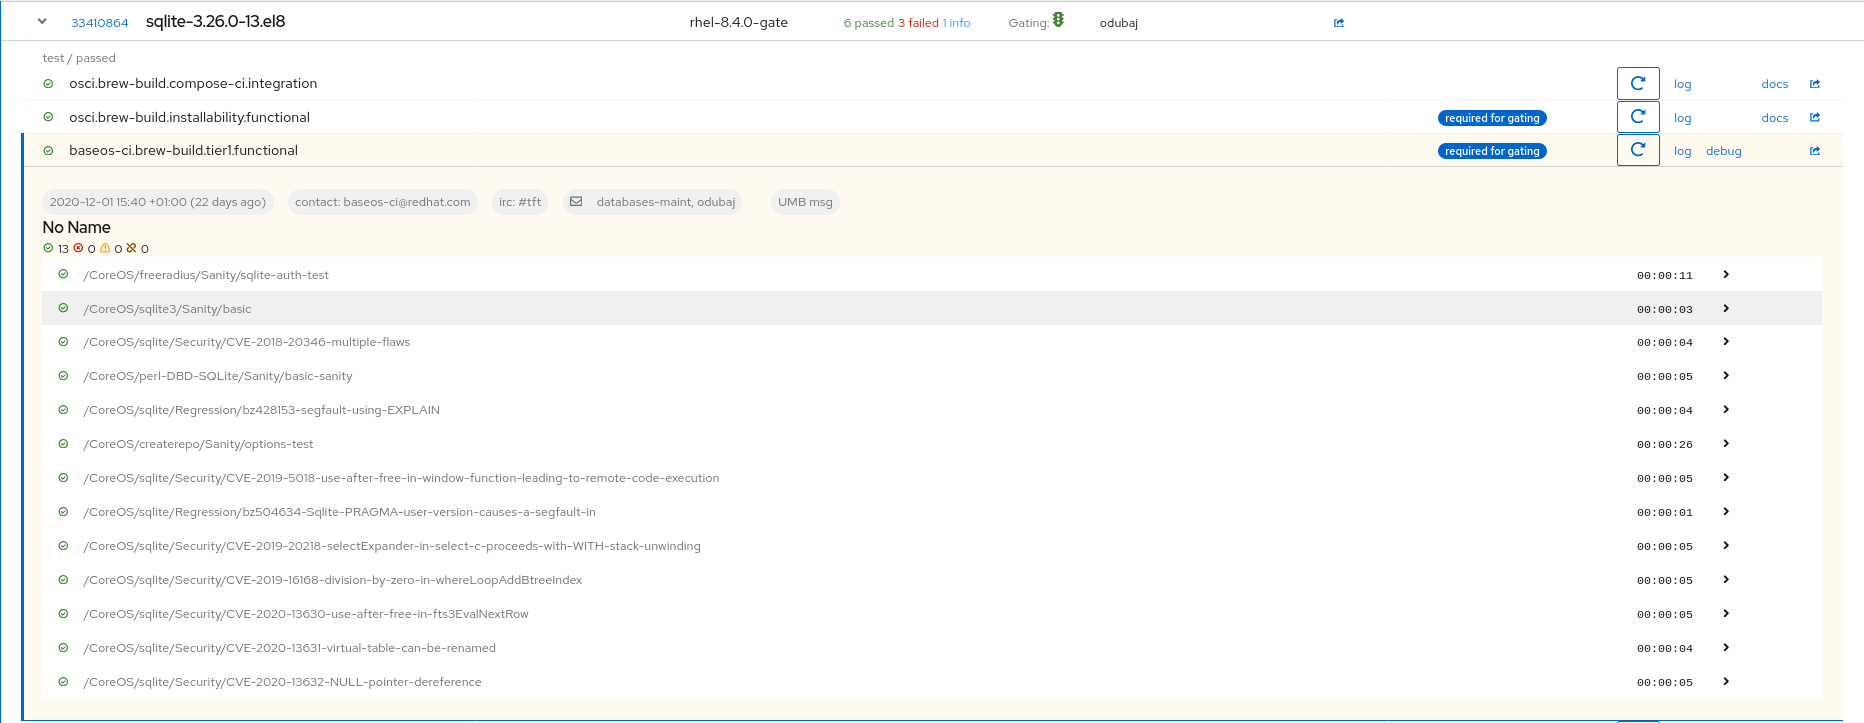 33410864 sqlite-3.26.0-13.el8 rhel-8.4.0-gate 6 passed 3 failed 1 info Gating: odubaj
test / passed
osci.brew-build.compose-ci.integration log docs
osci.brew-build.installability.functional required for gating log docs
baseos-ci.brew-build.tier1.functional required for gating log debug
2020-12-01 15:40 +01:00 (22 days ago) contact: baseos-ci@redhat.com irc: #tft databases-maint, odubaj UMB msg
No Name
13 0 0 0
/CoreOS/freeradius/Sanity/sqlite-auth-test 00:00:11
/CoreOS/sqlite3/Sanity/basic 00:00:03
/CoreOS/sqlite/Security/CVE-2018-20346-multiple-flaws 00:00:04
/CoreOS/perl-DBD-SQLite/Sanity/basic-sanity 00:00:05
/CoreOS/sqlite/Regression/bz428153-segfault-using-EXPLAIN 00:00:04
/CoreOS/createrepo/Sanity/options-test 00:00:26
/CoreOS/sqlite/Security/CVE-2019-5018-use-after-free-in-window-function-leading-to-remote-code-execution 00:00:05
/CoreOS/sqlite/Regression/bz504634-Sqlite-PRAGMA-user-version-causes-a-segfault-in 00:00:01
/CoreOS/sqlite/Security/CVE-2019-20218-selectExpander-in-select-c-proceeds-with-WITH-stack-unwinding 00:00:05
/CoreOS/sqlite/Security/CVE-2019-16168-division-by-zero-in-whereLoopAddBtreeIndex 00:00:05
/CoreOS/sqlite/Security/CVE-2020-13630-use-after-free-in-fts3EvalNextRow 00:00:05
/CoreOS/sqlite/Security/CVE-2020-13631-virtual-table-can-be-renamed 00:00:04
/CoreOS/sqlite/Security/CVE-2020-13632-NULL-pointer-dereference 00:00:05